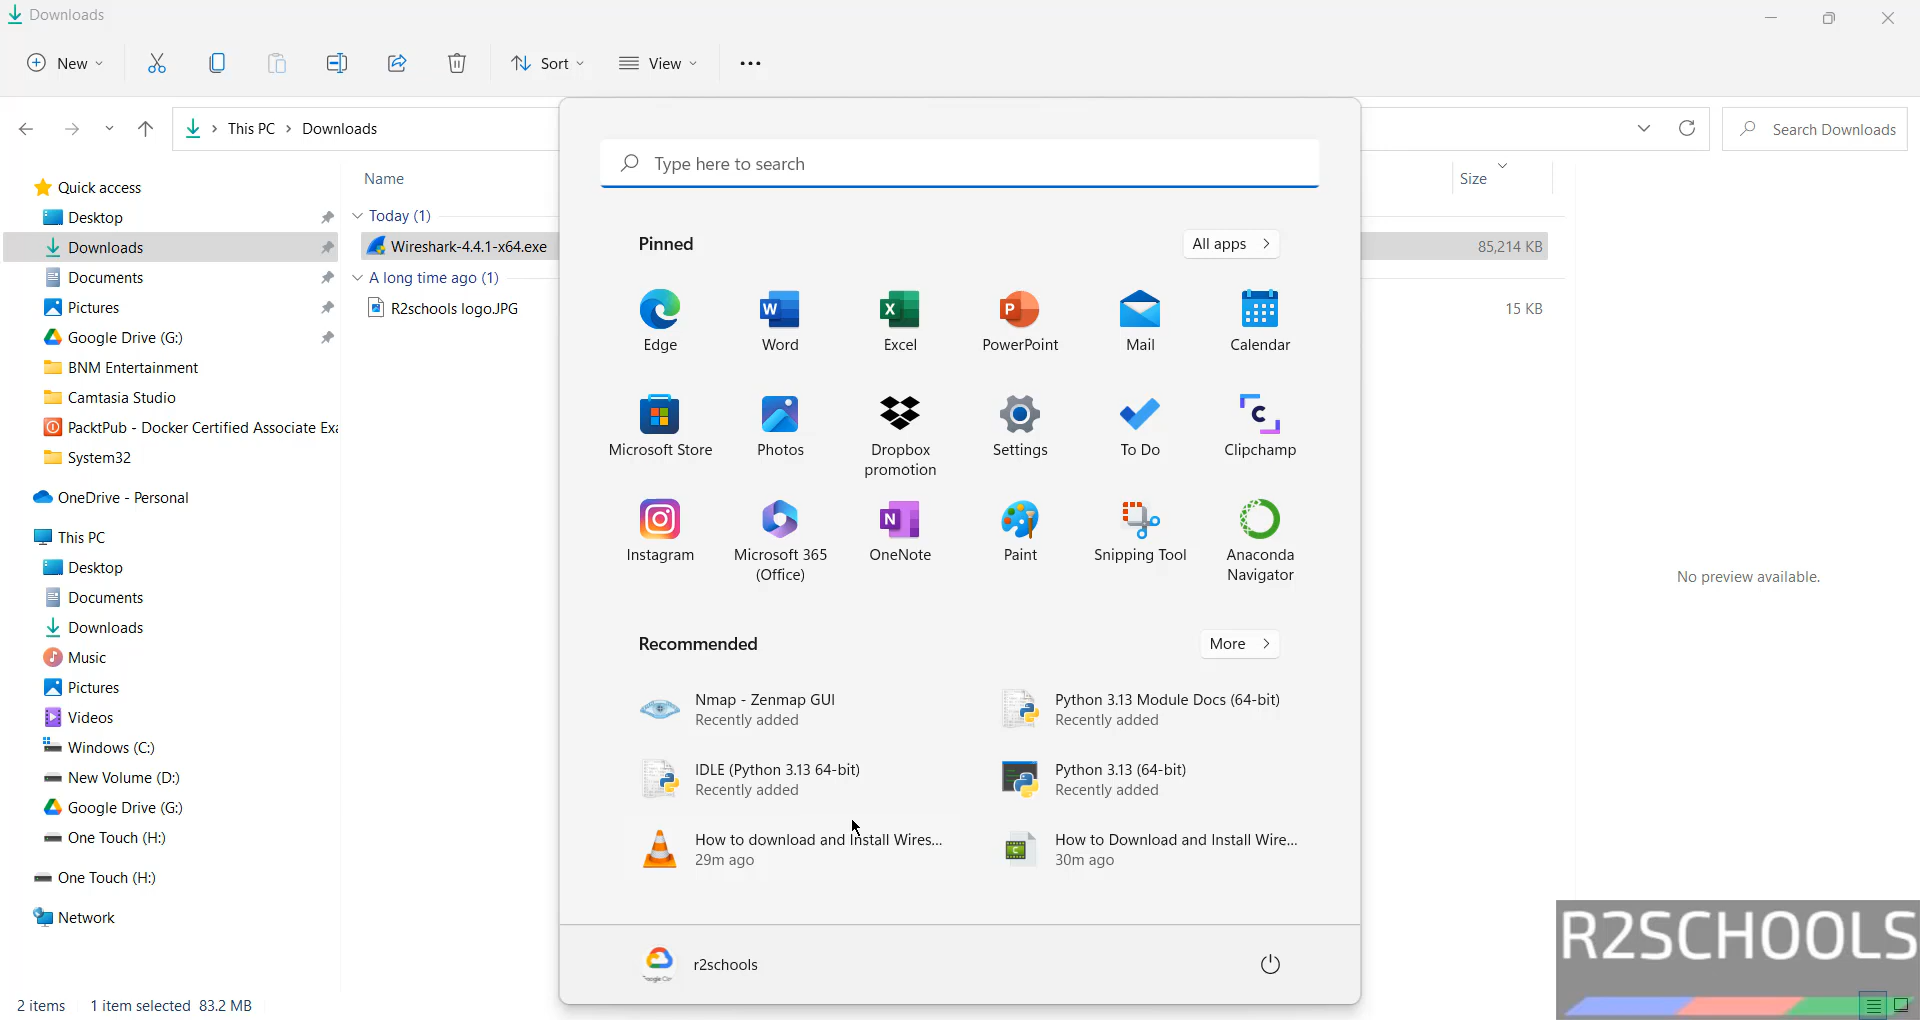 Downloads
New
Sort
View
This PC > Downloads
Search Downloads
Type here to search
Name
Size
Quick access
Desktop
Downloads
Documents
Pictures
Google Drive (G:)
BNM Entertainment
Camtasia Studio
PacktPub - Docker Certified Associate Exa
System32
OneDrive - Personal
This PC
Desktop
Documents
Downloads
Music
Pictures
Videos
Windows (C:)
New Volume (D:)
Google Drive (G:)
One Touch (H:)
One Touch (H:)
Network
Today (1)
Wireshark-4.4.1-x64.exe
85,214 KB
A long time ago (1)
R2schools logo.JPG
15 KB
Pinned
All apps >
Edge
Word
Excel
PowerPoint
Mail
Calendar
Microsoft Store
Photos
Dropbox
promotion
Settings
To Do
Clipchamp
Instagram
Microsoft 365
(Office)
OneNote
Paint
Snipping Tool
Anaconda
Navigator
Recommended
More >
Nmap - Zenmap GUI
Recently added
Python 3.13 Module Docs (64-bit)
Recently added
IDLE (Python 3.13 64-bit)
Recently added
Python 3.13 (64-bit)
Recently added
How to download and Install Wires...
29m ago
How to Download and Install Wire...
30m ago
r2schools
No preview available.
R2SCHOOLS
2 items
1 item selected 83.2 MB